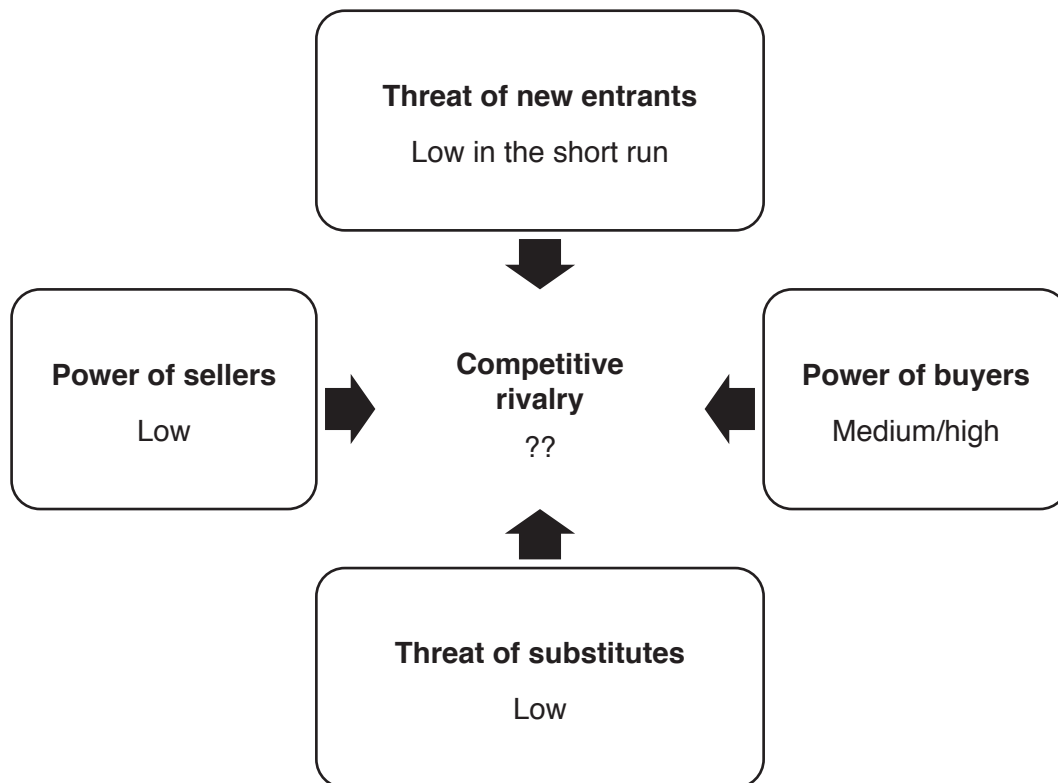 Threat of new entrants
Low in the short run
Power of sellers
Low
Competitive
rivalry
??
Power of buyers
Medium/high
Threat of substitutes
Low